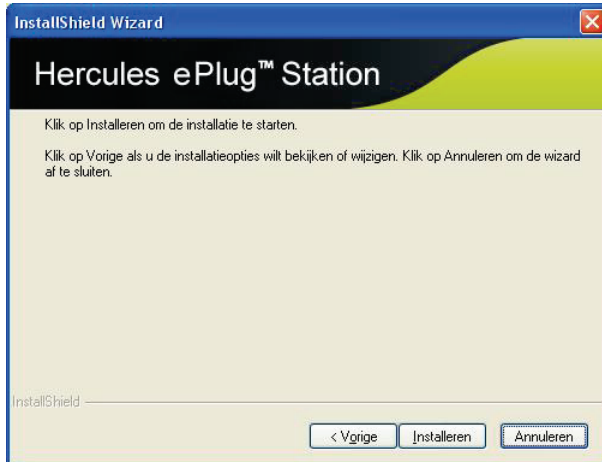 InstallShield Wizard
Hercules ePlug™ Station
Klik op Installeren om de installatie te starten.
Klik op Vorige als u de installatieopties wilt bekijken of wijzigen. Klik op Annuleren om de wizard
af te sluiten.
InstallShield
< Vorige
Installeren
Annuleren